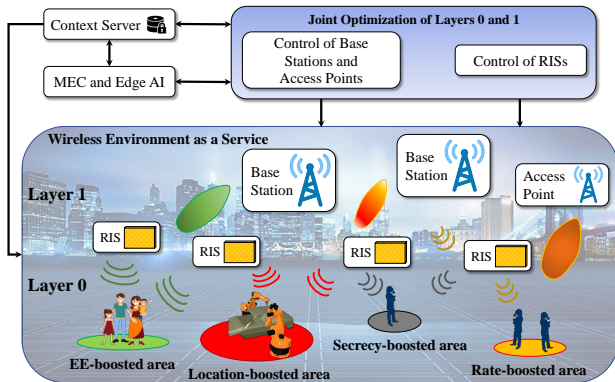 Context Server
MEC and Edge AI
Joint Optimization of Layers 0 and 1
Control of Base
Stations and
Access Points
Control of RISs
Wireless Environment as a Service
Base
Station
Base
Station
Access
Point
Layer 1
RIS
RIS
RIS
RIS
Layer 0
EE-boosted area
Location-boosted area
Secrecy-boosted area
Rate-boosted area